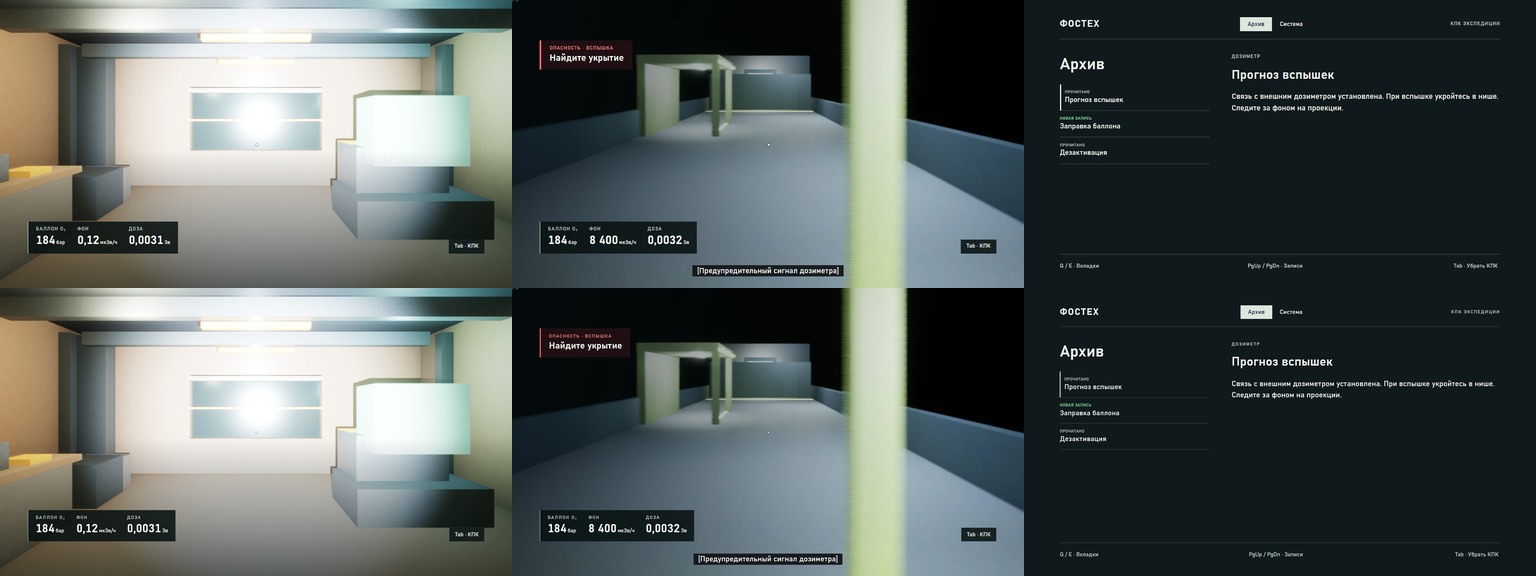 БАЛЛОН O₂ ФОН ДОЗА
184 бар 0,12 мкЗв/ч 0,0031 Зв
Tab · КПК
ОПАСНОСТЬ · ВСПЫШКА
Найдите укрытие
БАЛЛОН O₂ ФОН ДОЗА
184 бар 8 400 мкЗв/ч 0,0032 Зв
Tab · КПК
[Предупредительный сигнал дозиметра]
ФОСТЕХ Архив Система КПК ЭКСПЕДИЦИИ
Архив
ПРОЧИТАНО
Прогноз вспышек
НОВАЯ ЗАПИСЬ
Заправка баллона
ПРОЧИТАНО
Дезактивация
ДОЗИМЕТР
Прогноз вспышек
Связь с внешним дозиметром установлена. При вспышке укройтесь в нише.
Следите за фоном на проекции.
Q / E · Вкладки PgUp / PgDn · Записи Tab · Убрать КПК
БАЛЛОН O₂ ФОН ДОЗА
184 бар 0,12 мкЗв/ч 0,0031 Зв
Tab · КПК
ОПАСНОСТЬ · ВСПЫШКА
Найдите укрытие
БАЛЛОН O₂ ФОН ДОЗА
184 бар 8 400 мкЗв/ч 0,0032 Зв
Tab · КПК
[Предупредительный сигнал дозиметра]
ФОСТЕХ Архив Система КПК ЭКСПЕДИЦИИ
Архив
ПРОЧИТАНО
Прогноз вспышек
НОВАЯ ЗАПИСЬ
Заправка баллона
ПРОЧИТАНО
Дезактивация
ДОЗИМЕТР
Прогноз вспышек
Связь с внешним дозиметром установлена. При вспышке укройтесь в нише.
Следите за фоном на проекции.
Q / E · Вкладки PgUp / PgDn · Записи Tab · Убрать КПК